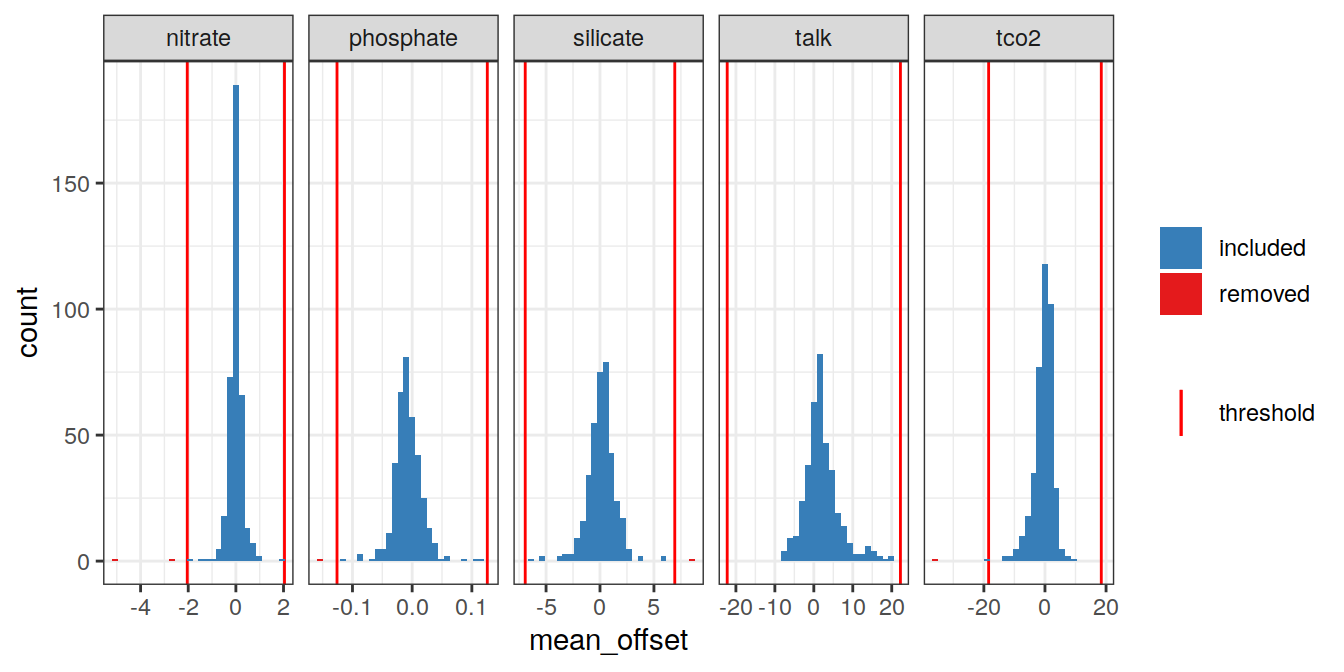 nitrate phosphate silicate talk tco2
150
100
50
0
count
-4 -2 0 2 -0.1 0.0 0.1 -5 0 5 -20 -10 0 10 20 -20 0 20
mean_offset
included
removed
threshold